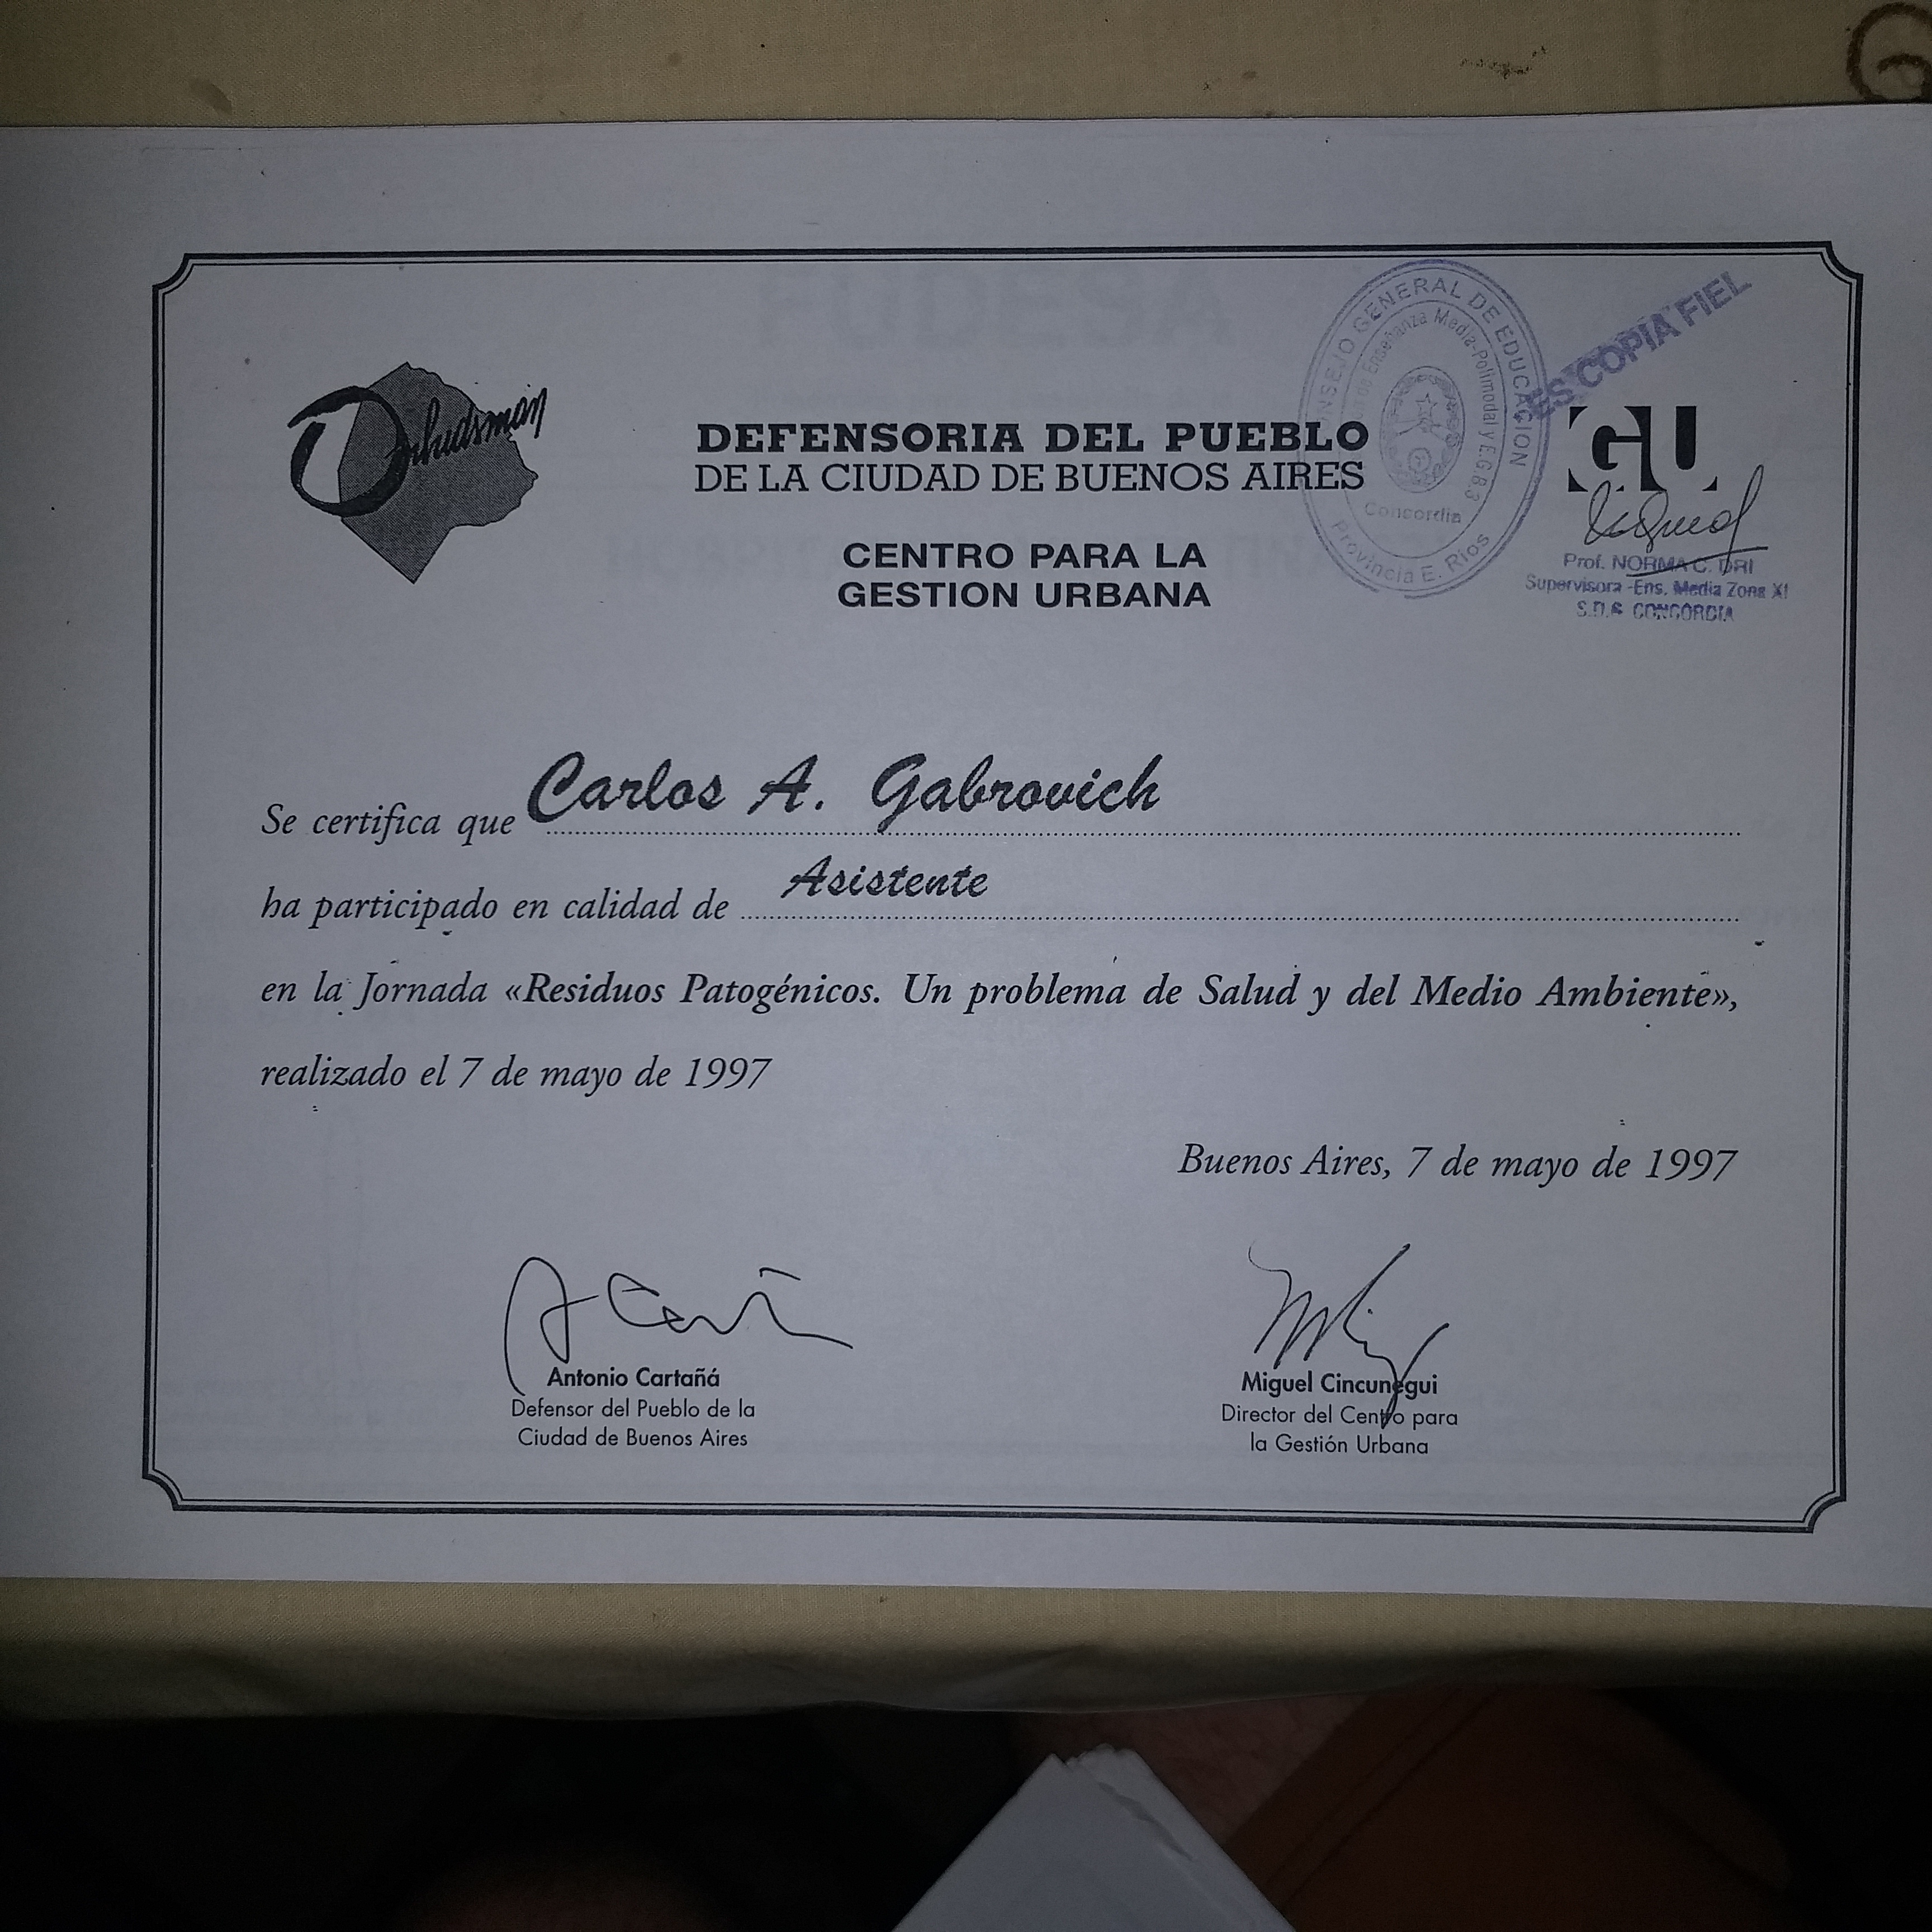 Ombudsman
DEFENSORIA DEL PUEBLO
DE LA CIUDAD DE BUENOS AIRES
CENTRO PARA LA
GESTION URBANA
CONSEJO GENERAL DE EDUCACION
de Enseñanza Media-Polimodal y E.G.B.3
Concordia
Provincia E. Ríos
ES COPIA FIEL
Prof. NORMA C.
Supervisora -Ens. Media Zona XI
S.D.S CONCORDIA
Se certifica que Carlos A. Gabrovich
ha participado en calidad de Asistente
en la Jornada «Residuos Patogénicos. Un problema de Salud y del Medio Ambiente»,
realizado el 7 de mayo de 1997
Buenos Aires, 7 de mayo de 1997
Antonio Cartañá
Defensor del Pueblo de la
Ciudad de Buenos Aires
Miguel Cincunegui
Director del Centro para
la Gestión Urbana